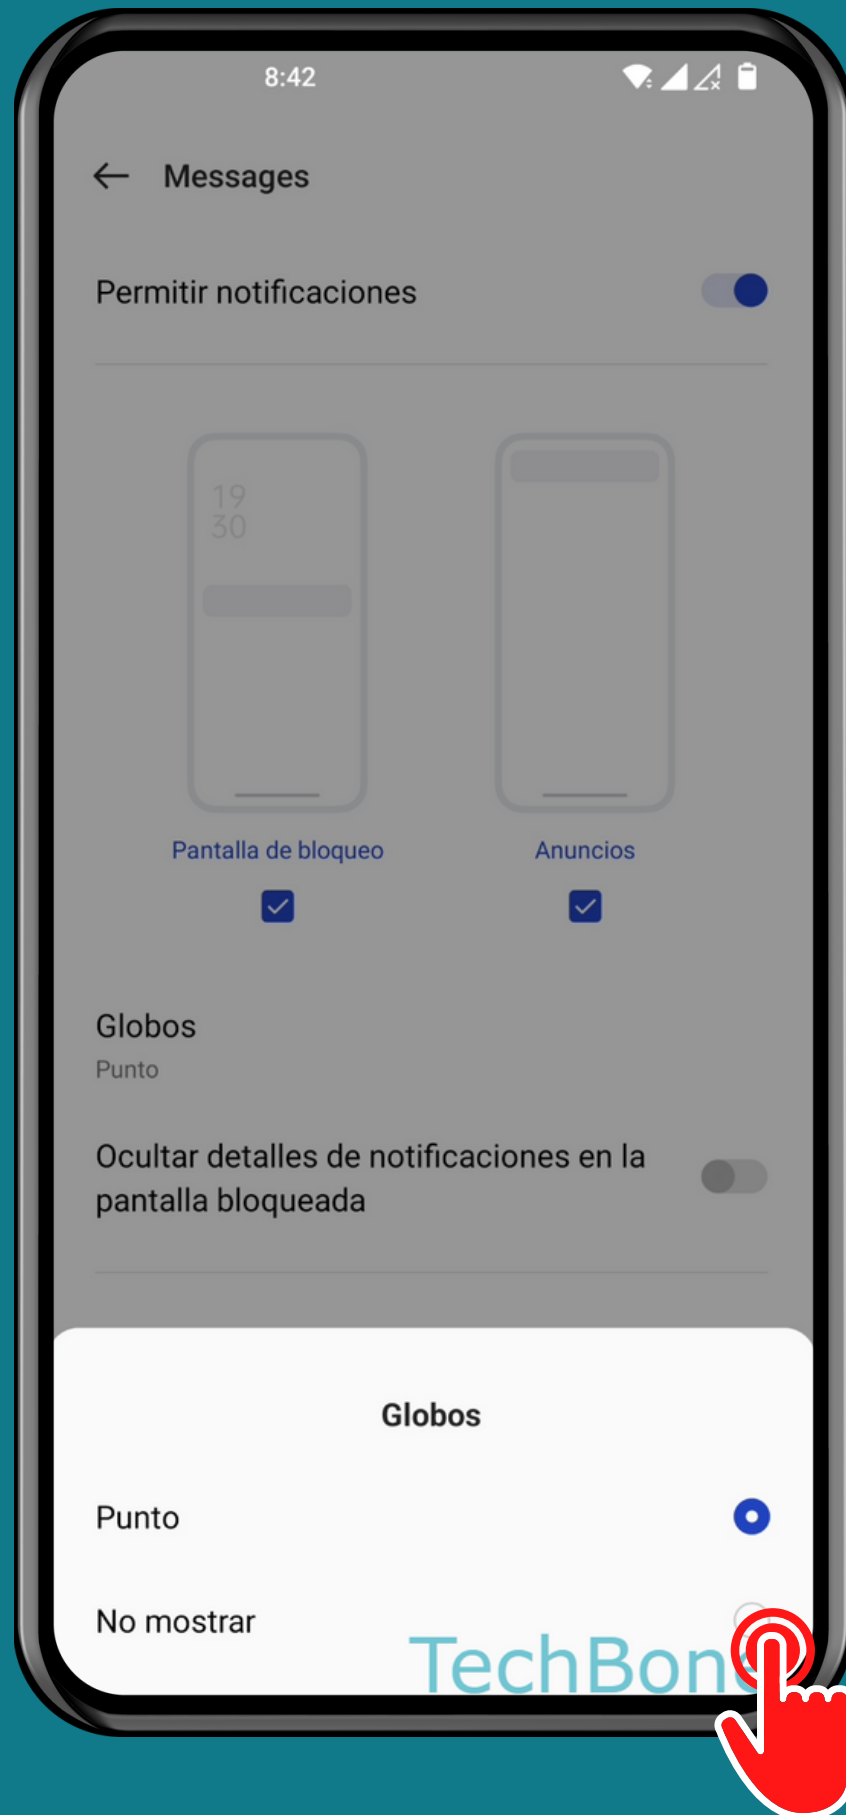 8:42
Messages
Permitir notificaciones
19
30
Pantalla de bloqueo
Anuncios
Globos
Punto
Ocultar detalles de notificaciones en la
pantalla bloqueada
Globos
Punto
No mostrar
TechBone